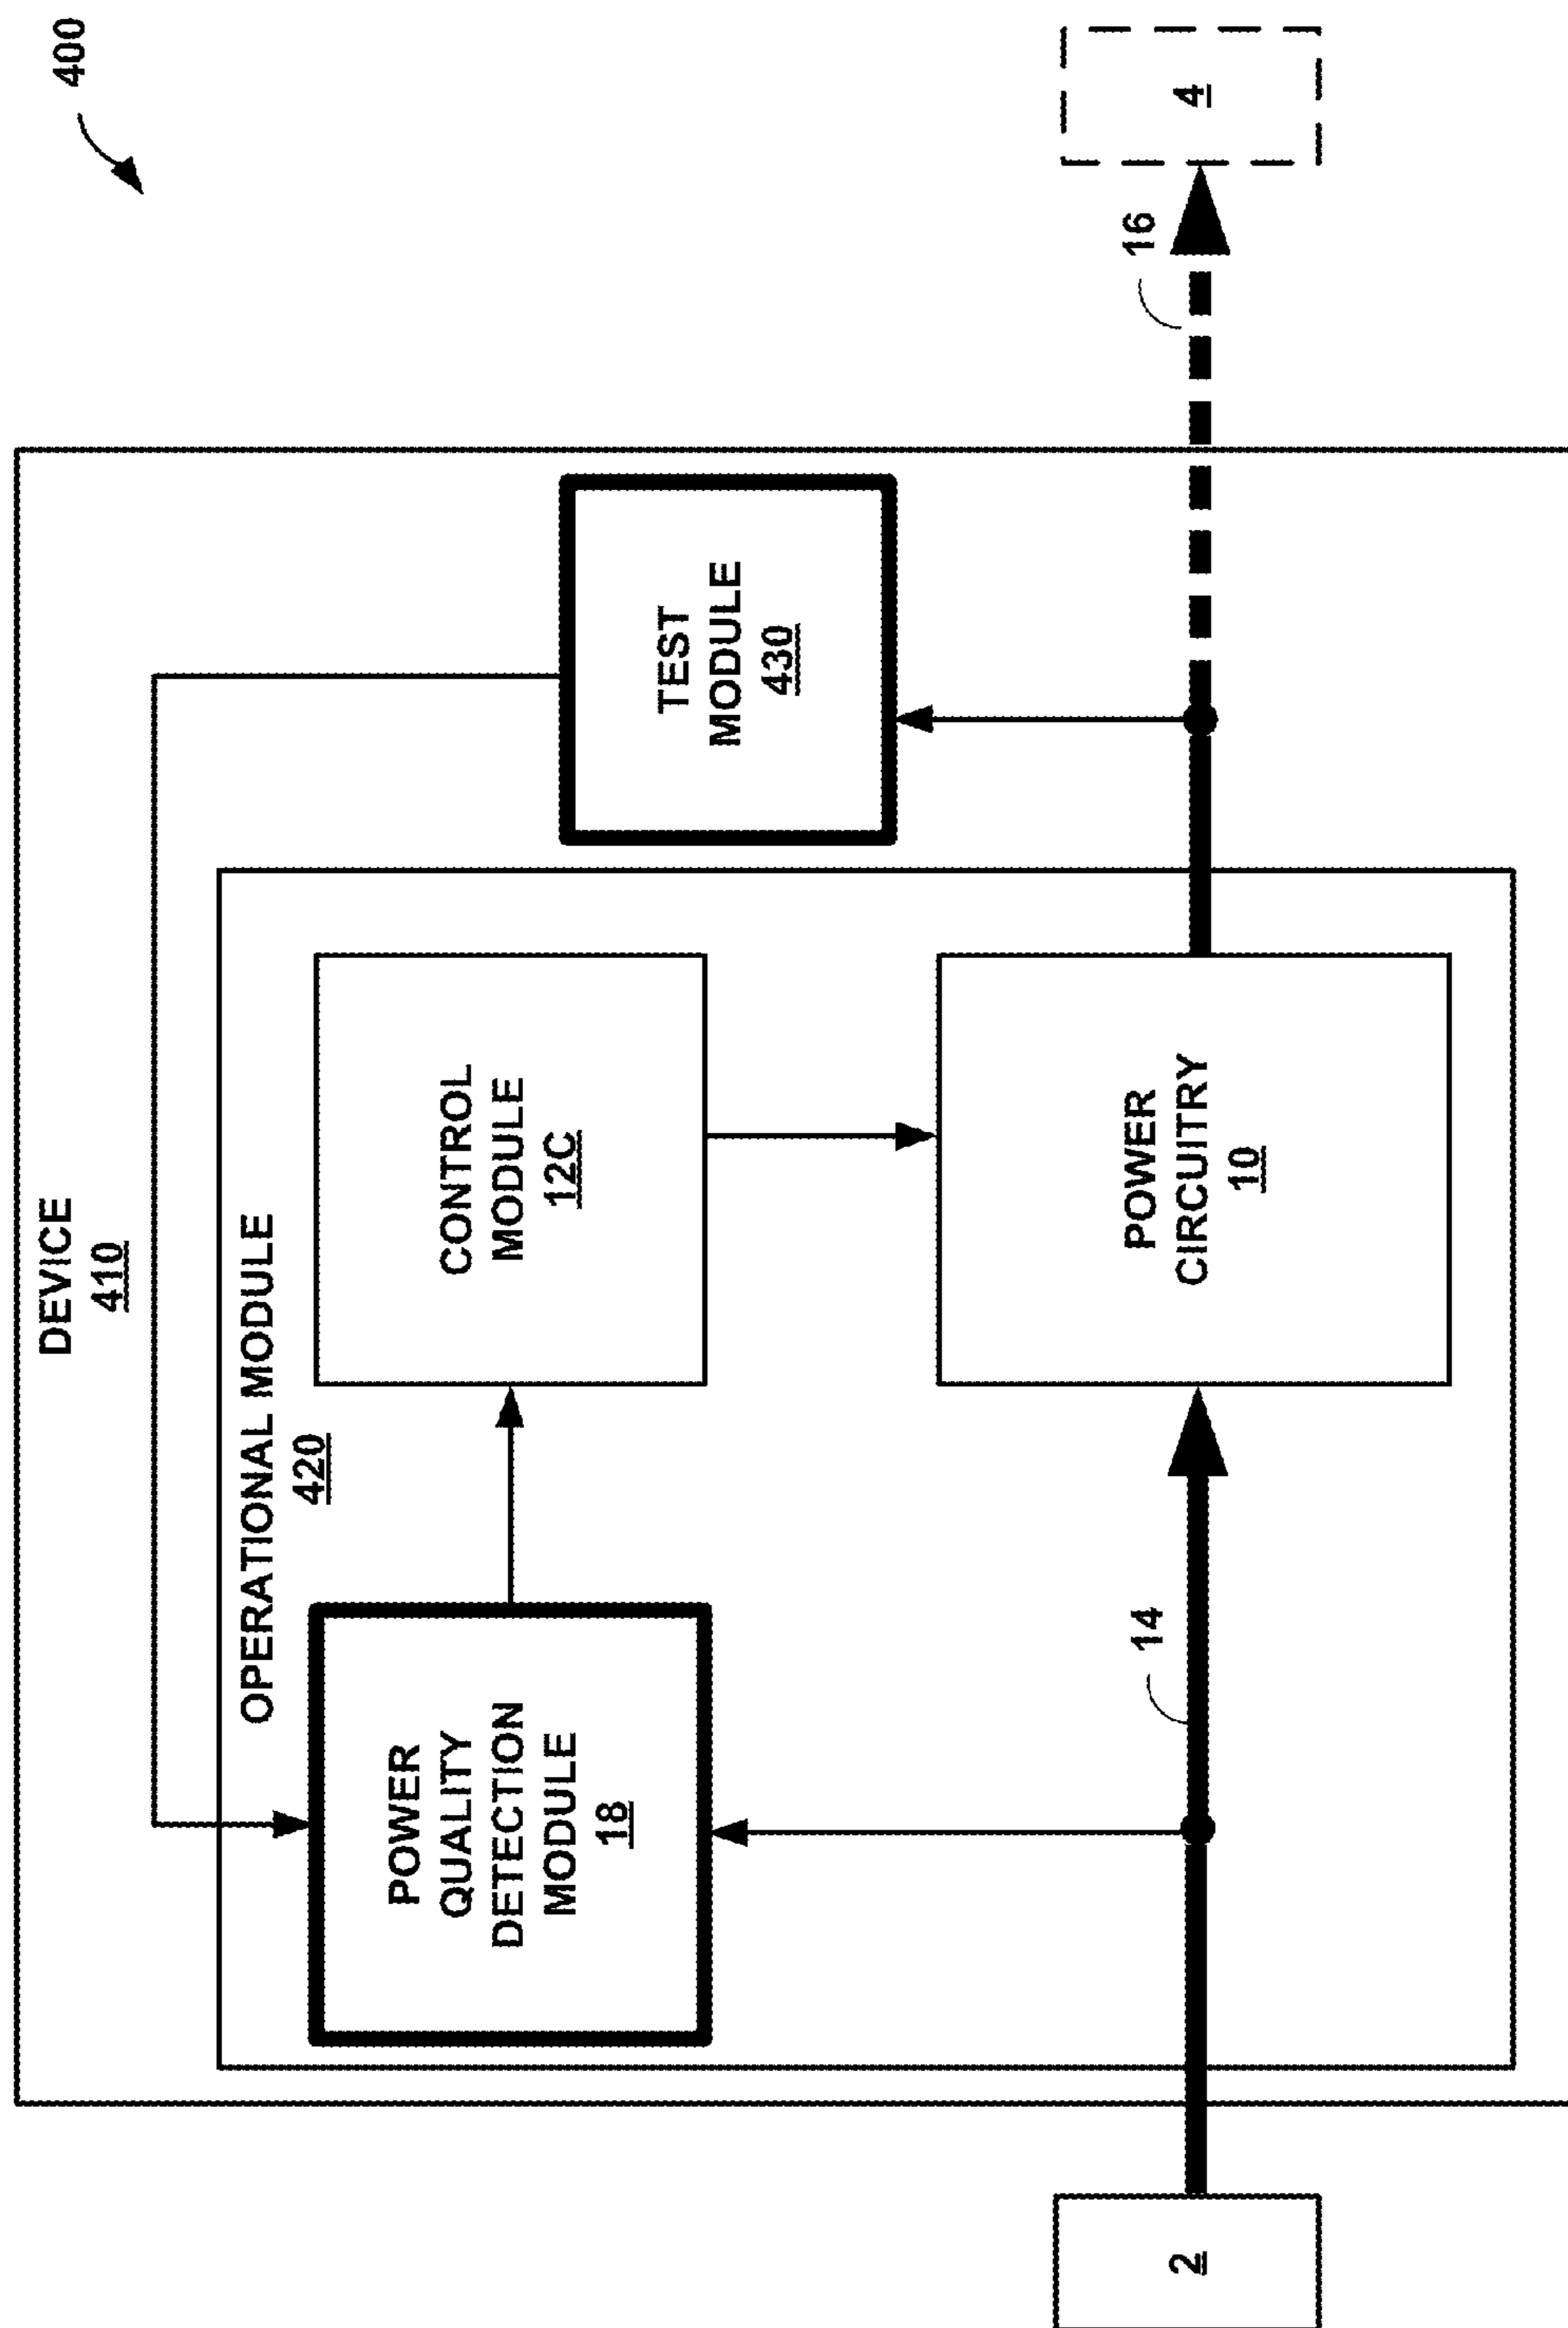 400
DEVICE
410
OPERATIONAL MODULE
420
POWER
QUALITY
DETECTION
MODULE
18
CONTROL
MODULE
12C
TEST
MODULE
430
2
14
POWER
CIRCUITRY
10
16
4